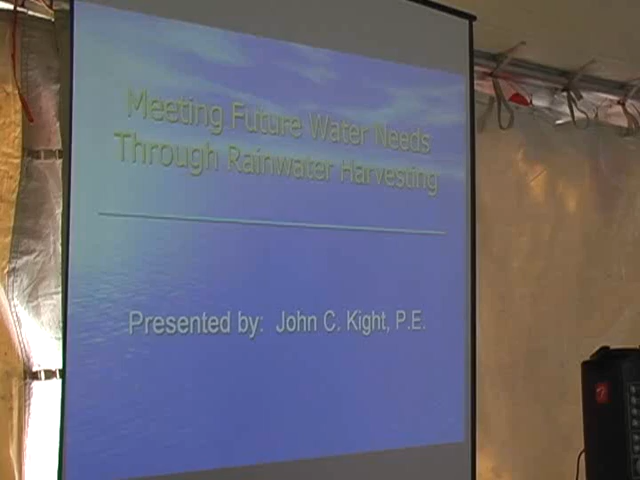 Meeting Future Water Needs
Through Rainwater Harvesting
Presented by: John C. Kight, P.E.